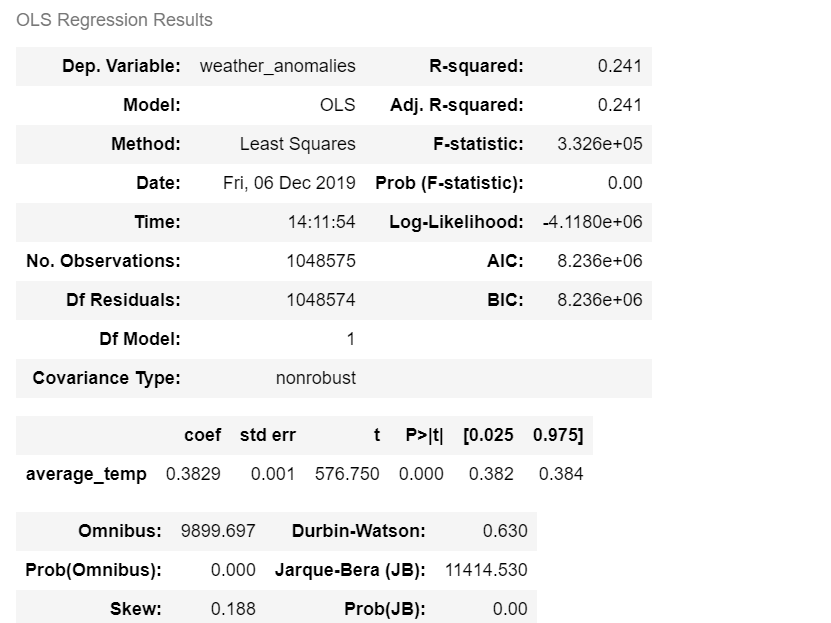 OLS Regression Results
Dep. Variable: weather_anomalies R-squared: 0.241
Model: OLS Adj. R-squared: 0.241
Method: Least Squares F-statistic: 3.326e+05
Date: Fri, 06 Dec 2019 Prob (F-statistic): 0.00
Time: 14:11:54 Log-Likelihood: -4.1180e+06
No. Observations: 1048575 AIC: 8.236e+06
Df Residuals: 1048574 BIC: 8.236e+06
Df Model: 1
Covariance Type: nonrobust
coef std err t P>|t| [0.025 0.975]
average_temp 0.3829 0.001 576.750 0.000 0.382 0.384
Omnibus: 9899.697 Durbin-Watson: 0.630
Prob(Omnibus): 0.000 Jarque-Bera (JB): 11414.530
Skew: 0.188 Prob(JB): 0.00